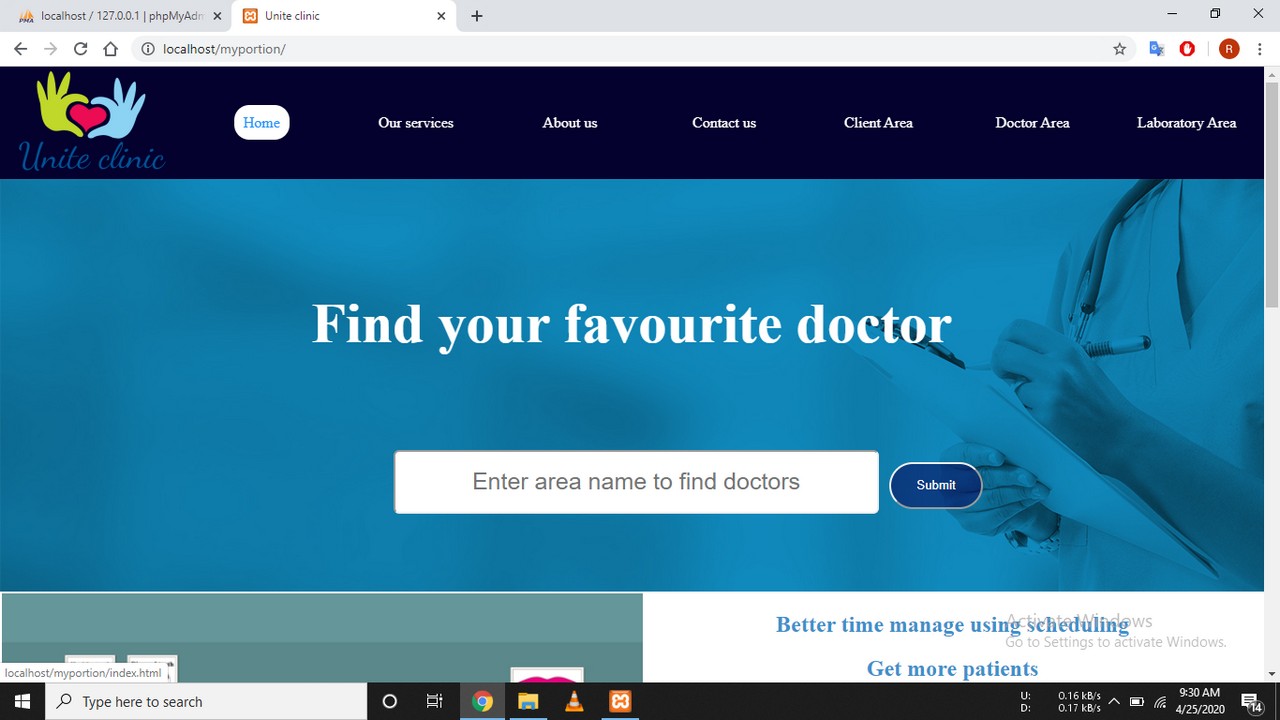 localhost / 127.0.0.1 | phpMyAdm
Unite clinic
localhost/myportion/
R
Unite clinic
Home
Our services
About us
Contact us
Client Area
Doctor Area
Laboratory Area
Find your favourite doctor
Enter area name to find doctors
Submit
Better time manage using scheduling
Get more patients
Activate Windows
Go to Settings to activate Windows.
localhost/myportion/index.html
Type here to search
U: 0.16 kB/s
D: 0.17 kB/s
9:30 AM
4/25/2020
14